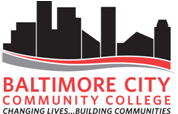 BALTIMORE CITY
COMMUNITY COLLEGE
CHANGING LIVES...BUILDING COMMUNITIES